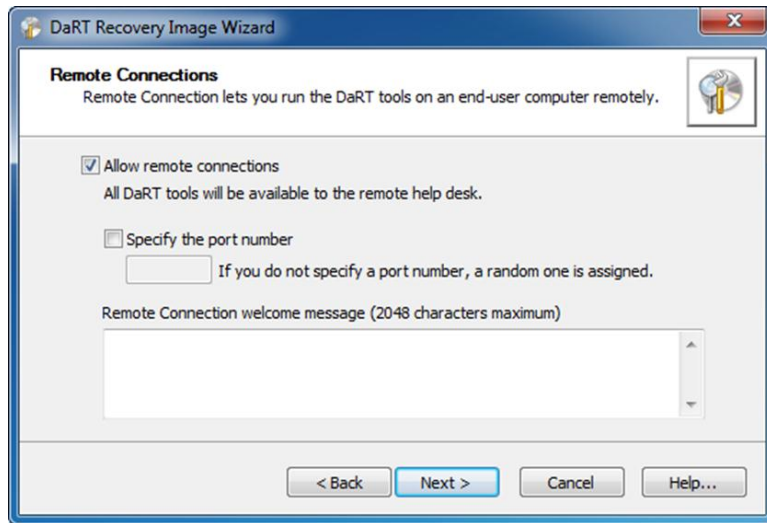 DaRT Recovery Image Wizard
Remote Connections
Remote Connection lets you run the DaRT tools on an end-user computer remotely.
Allow remote connections
All DaRT tools will be available to the remote help desk.
Specify the port number
If you do not specify a port number, a random one is assigned.
Remote Connection welcome message (2048 characters maximum)
< Back Next > Cancel Help...